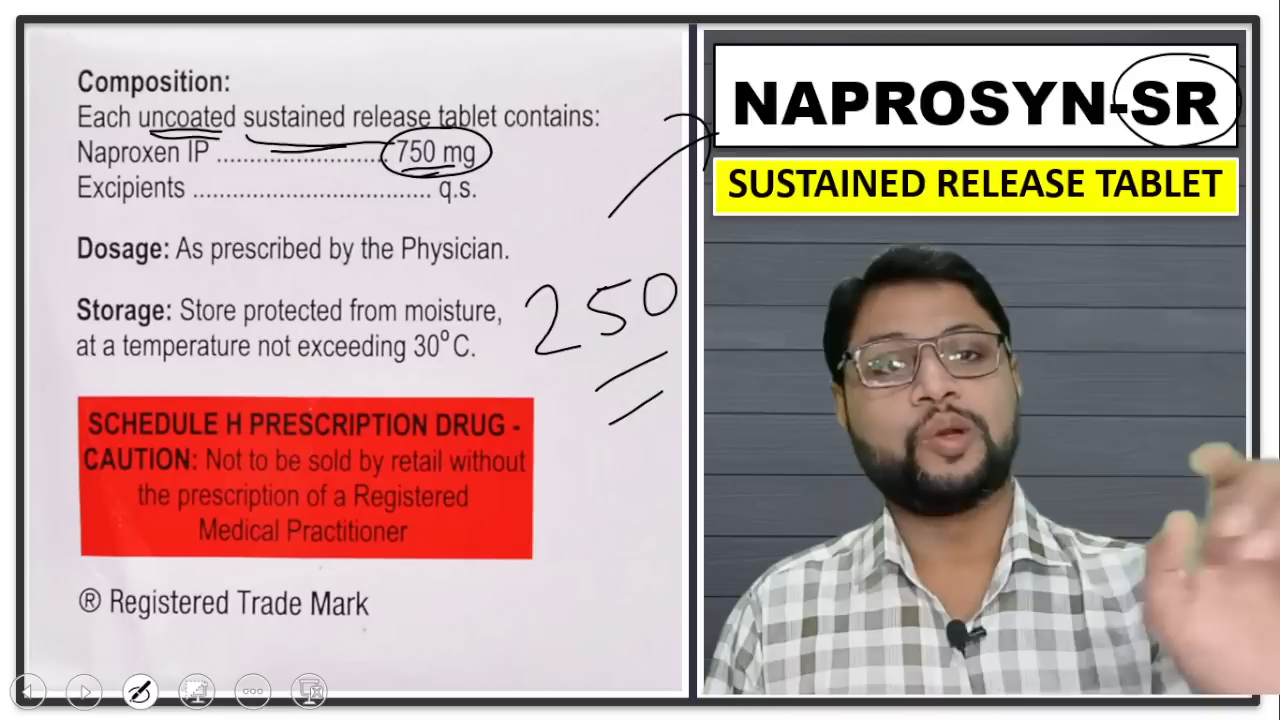 Composition:
Each uncoated sustained release tablet contains:
Naproxen IP ................................ 750 mg
Excipients ..................................... q.s.
Dosage: As prescribed by the Physician.
Storage: Store protected from moisture,
at a temperature not exceeding 30°C.
250
SCHEDULE H PRESCRIPTION DRUG -
CAUTION: Not to be sold by retail without
the prescription of a Registered
Medical Practitioner
® Registered Trade Mark
NAPROSYN-SR
SUSTAINED RELEASE TABLET